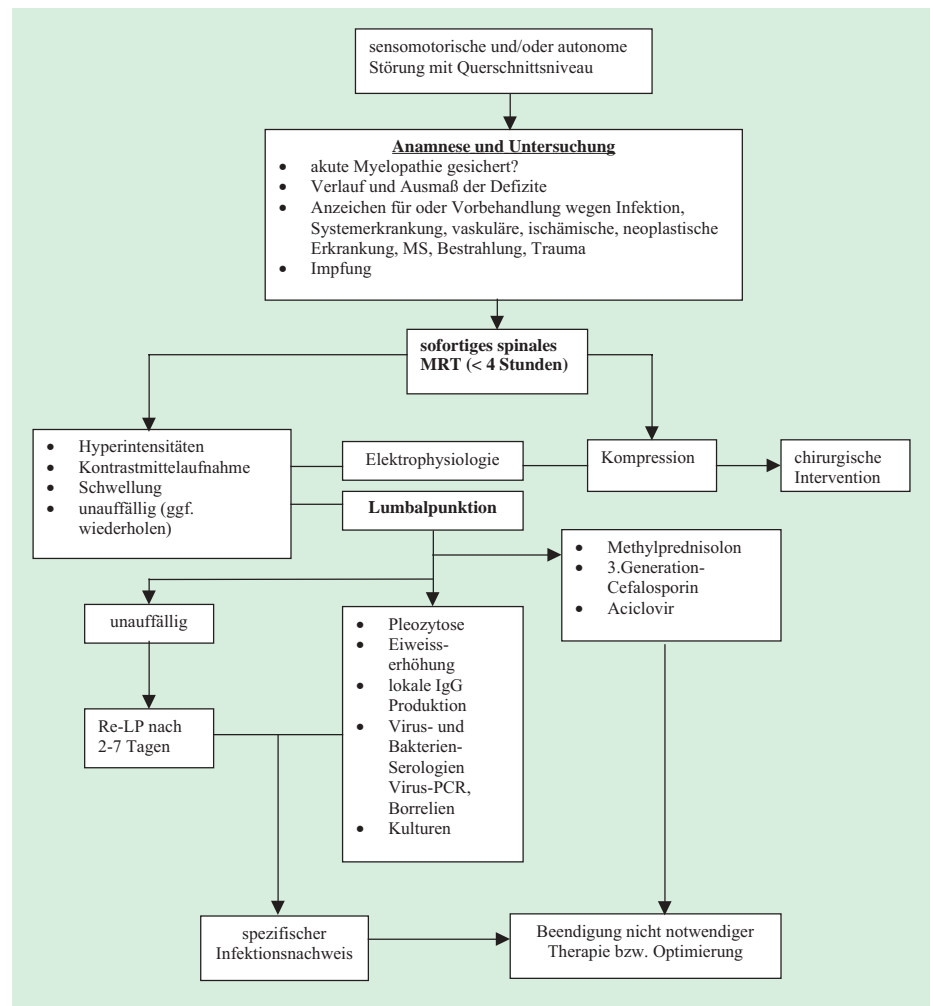 sensomotorische und/oder autonome
Störung mit Querschnittsniveau
Anamnese und Untersuchung
• akute Myelopathie gesichert?
• Verlauf und Ausmaß der Defizite
• Anzeichen für oder Vorbehandlung wegen Infektion,
Systemerkrankung, vaskuläre, ischämische, neoplastische
Erkrankung, MS, Bestrahlung, Trauma
• Impfung
sofortiges spinales
MRT (< 4 Stunden)
• Hyperintensitäten
• Kontrastmittelaufnahme
• Schwellung
• unauffällig (ggf.
wiederholen)
Elektrophysiologie
Kompression
chirurgische
Intervention
Lumbalpunktion
• Methylprednisolon
• 3.Generation-
Cefalosporin
• Aciclovir
unauffällig
• Pleozytose
• Eiweiss-
erhöhung
• lokale IgG
Produktion
• Virus- und
Bakterien-
Serologien
Virus-PCR,
Borrelien
• Kulturen
Re-LP nach
2-7 Tagen
spezifischer
Infektionsnachweis
Beendigung nicht notwendiger
Therapie bzw. Optimierung